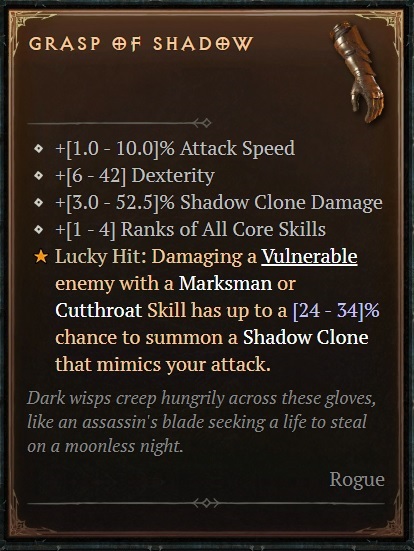 GRASP OF SHADOW
+[1.0 - 10.0]% Attack Speed
+[6 - 42] Dexterity
+[3.0 - 52.5]% Shadow Clone Damage
+[1 - 4] Ranks of All Core Skills
Lucky Hit: Damaging a Vulnerable
enemy with a Marksman or
Cutthroat Skill has up to a [24 - 34]%
chance to summon a Shadow Clone
that mimics your attack.
Dark wisps creep hungrily across these gloves,
like an assassin's blade seeking a life to steal
on a moonless night.
Rogue